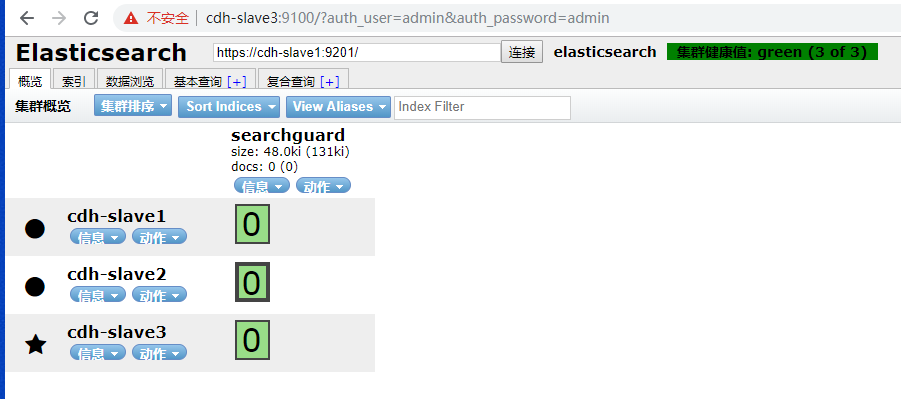 不安全 cdh-slave3:9100/?auth_user=admin&auth_password=admin
Elasticsearch https://cdh-slave1:9201/ 连接 elasticsearch 集群健康值: green (3 of 3)
概览 索引 数据浏览 基本查询 [+] 复合查询 [+]
集群概览 集群排序 Sort Indices View Aliases Index Filter
searchguard
size: 48.0ki (131ki)
docs: 0 (0)
信息 动作
cdh-slave1 0
信息 动作
cdh-slave2 0
信息 动作
cdh-slave3 0
信息 动作